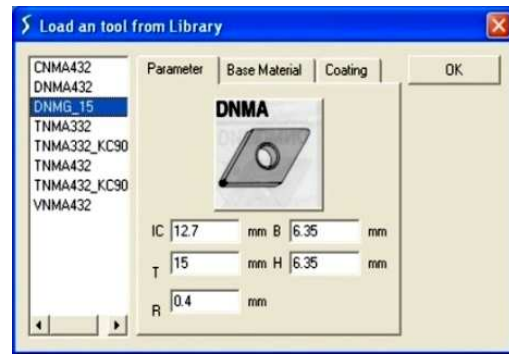 Load an tool from Library
CNMA432
DNMA432
DNMG_15
TNMA332
TNMA332_KC90
TNMA432
TNMA432_KC90
VNMA432
Parameter Base Material Coating
OK
DNMA
IC 12.7 mm B 6.35 mm
T 15 mm H 6.35 mm
R 0.4 mm